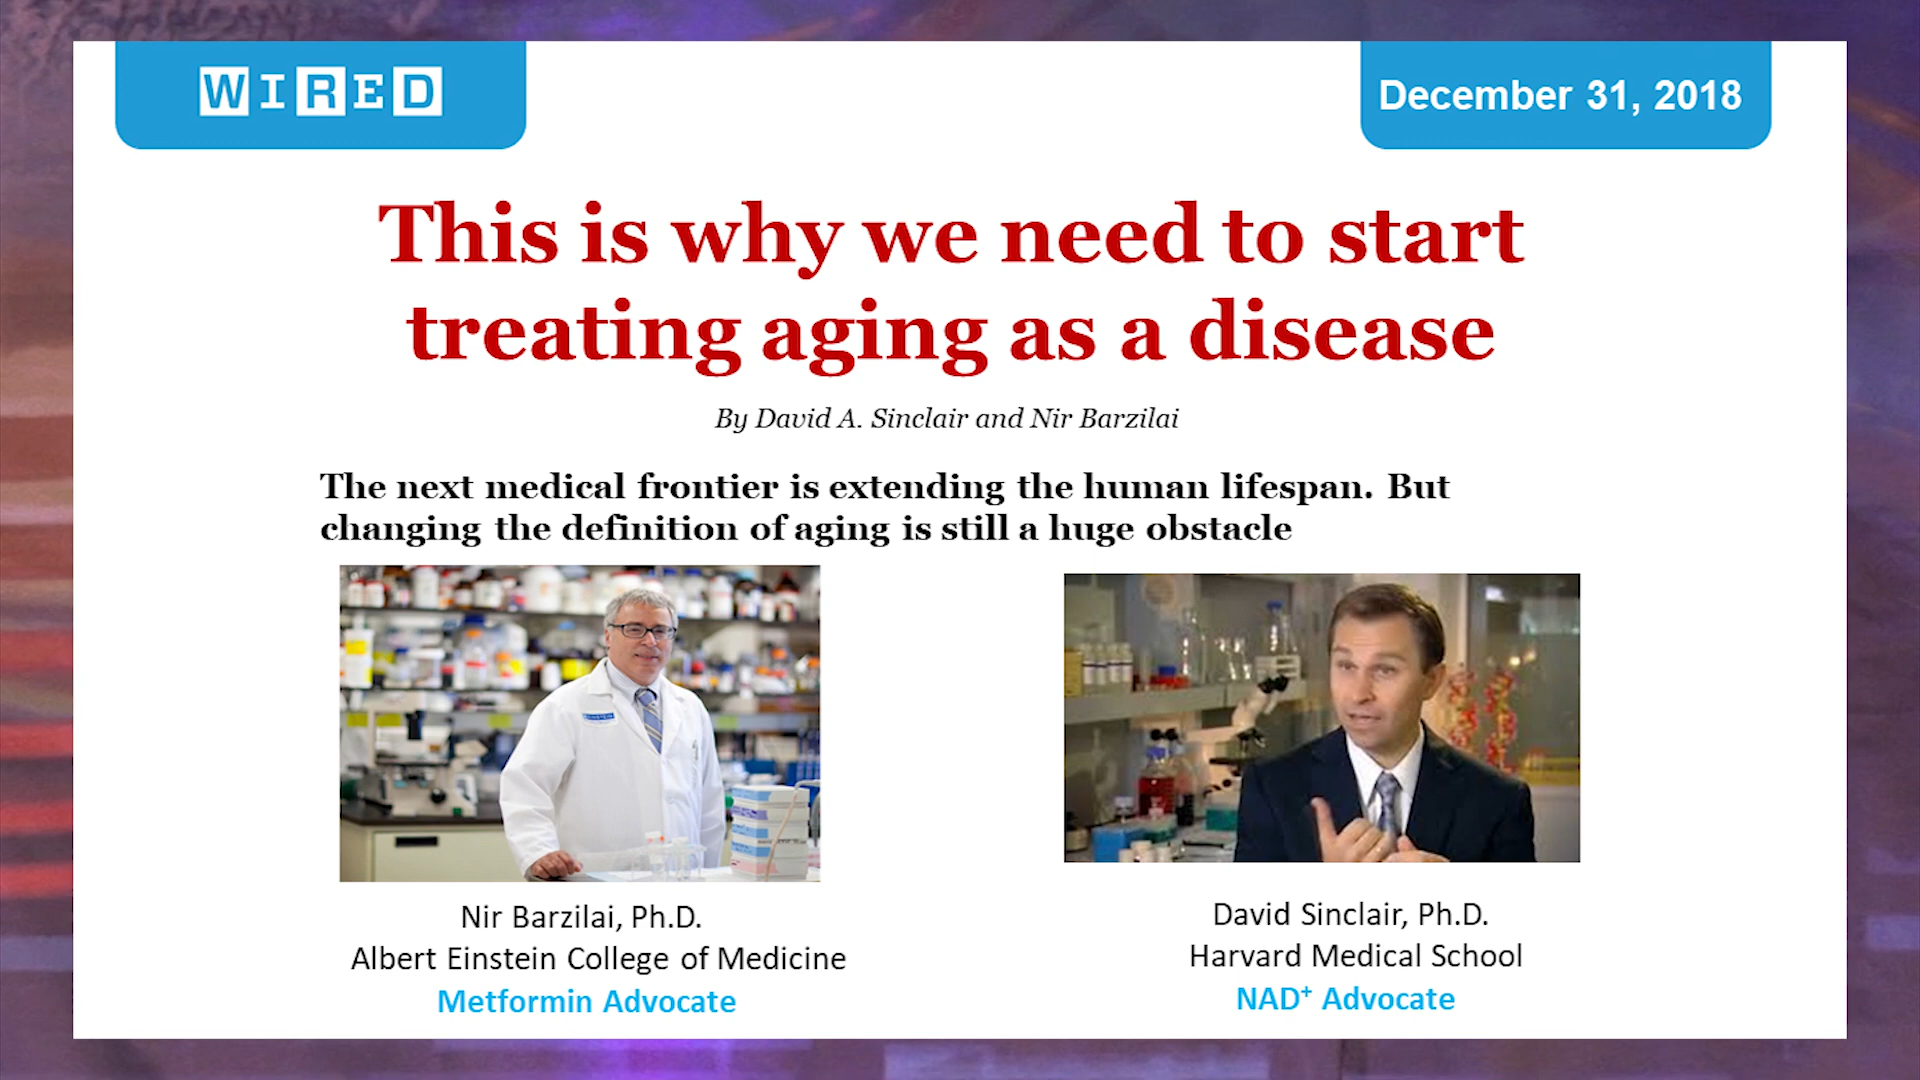 WIRED
December 31, 2018
This is why we need to start
treating aging as a disease
By David A. Sinclair and Nir Barzilai
The next medical frontier is extending the human lifespan. But
changing the definition of aging is still a huge obstacle
Nir Barzilai, Ph.D.
Albert Einstein College of Medicine
Metformin Advocate
David Sinclair, Ph.D.
Harvard Medical School
NAD⁺ Advocate